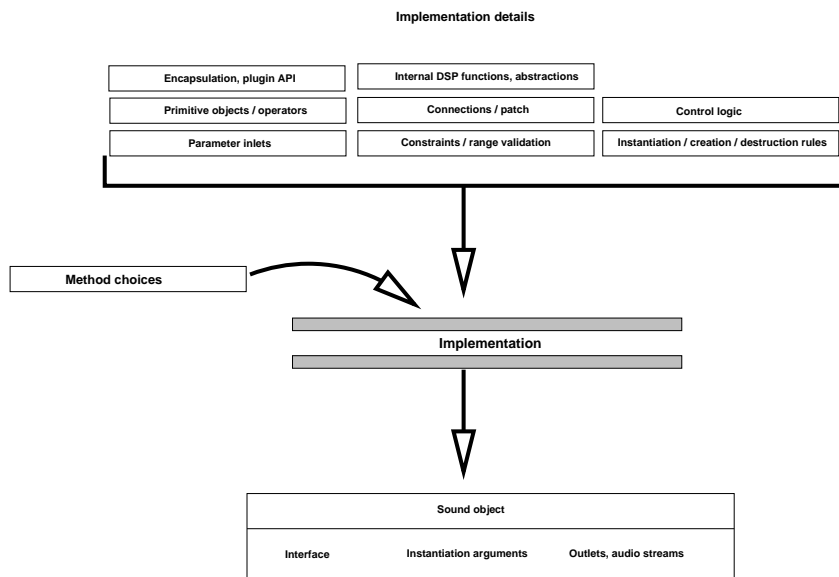 Implementation details
Encapsulation, plugin API
Internal DSP functions, abstractions
Primitive objects / operators
Connections / patch
Control logic
Parameter inlets
Constraints / range validation
Instantiation / creation / destruction rules
Method choices
Implementation
Sound object
Interface
Instantiation arguments
Outlets, audio streams